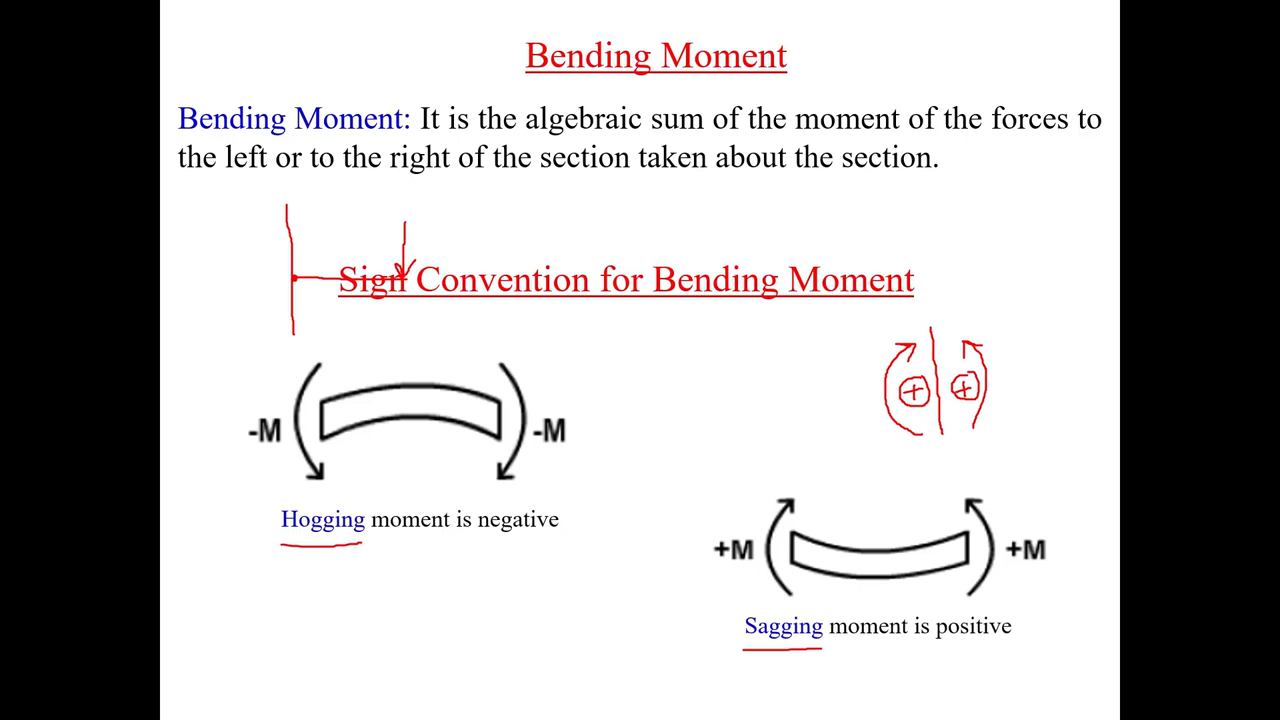 Bending Moment
Bending Moment: It is the algebraic sum of the moment of the forces to
the left or to the right of the section taken about the section.
Sign Convention for Bending Moment
+ +
-M -M
Hogging moment is negative
+M +M
Sagging moment is positive